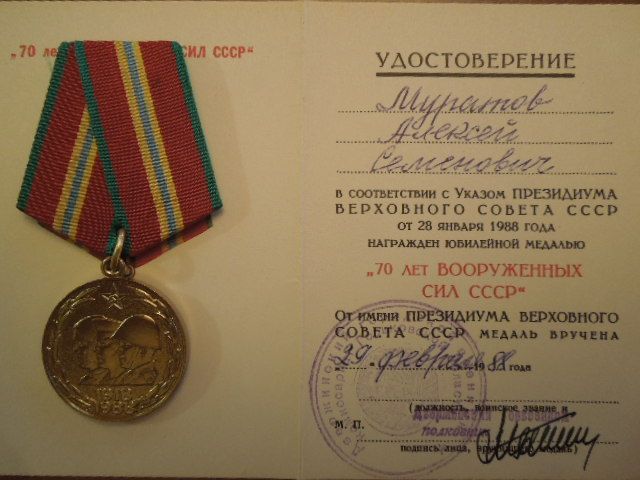 „70 ле СИЛ СССР“
1918
1988
УДОСТОВЕРЕНИЕ
Муратов
Алексей
Семенович
В СООТВЕТСТВИИ С УКАЗОМ ПРЕЗИДИУМА
ВЕРХОВНОГО СОВЕТА СССР
ОТ 28 ЯНВАРЯ 1988 ГОДА
НАГРАЖДЕН ЮБИЛЕЙНОЙ МЕДАЛЬЮ
„70 ЛЕТ ВООРУЖЕННЫХ
СИЛ СССР“
ОТ ИМЕНИ ПРЕЗИДИУМА ВЕРХОВНОГО
СОВЕТА СССР МЕДАЛЬ ВРУЧЕНА
„29“ февраля 1988 года
(должность, воинское звание и
полковник
М. П.
подпись лица, вручившего медаль)